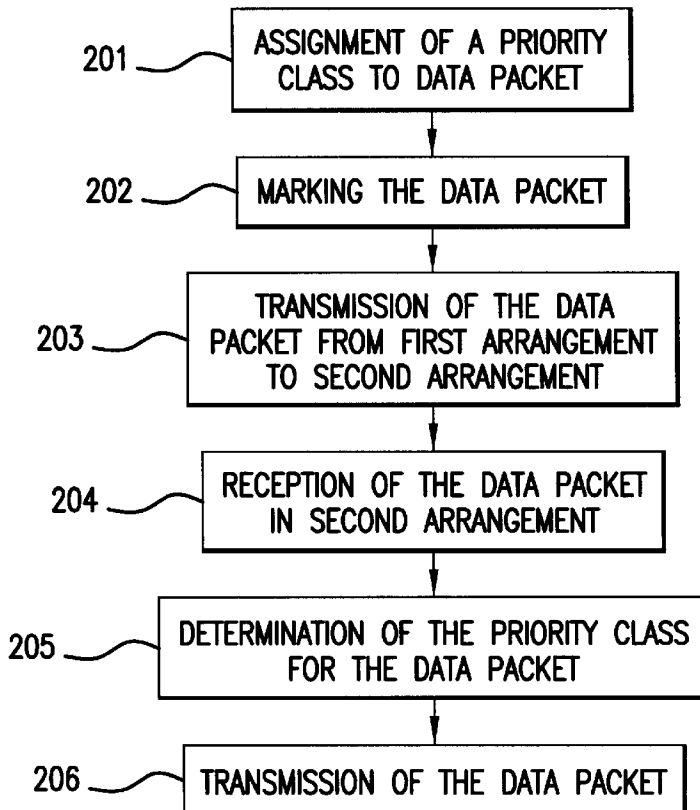 201
ASSIGNMENT OF A PRIORITY
CLASS TO DATA PACKET
202
MARKING THE DATA PACKET
203
TRANSMISSION OF THE DATA
PACKET FROM FIRST ARRANGEMENT
TO SECOND ARRANGEMENT
204
RECEPTION OF THE DATA PACKET
IN SECOND ARRANGEMENT
205
DETERMINATION OF THE PRIORITY CLASS
FOR THE DATA PACKET
206
TRANSMISSION OF THE DATA PACKET